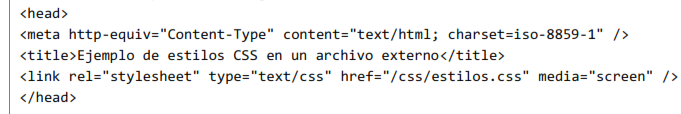 <head>
<meta http-equiv="Content-Type" content="text/html; charset=iso-8859-1" />
<title>Ejemplo de estilos CSS en un archivo externo</title>
<link rel="stylesheet" type="text/css" href="/css/estilos.css" media="screen" />
</head>